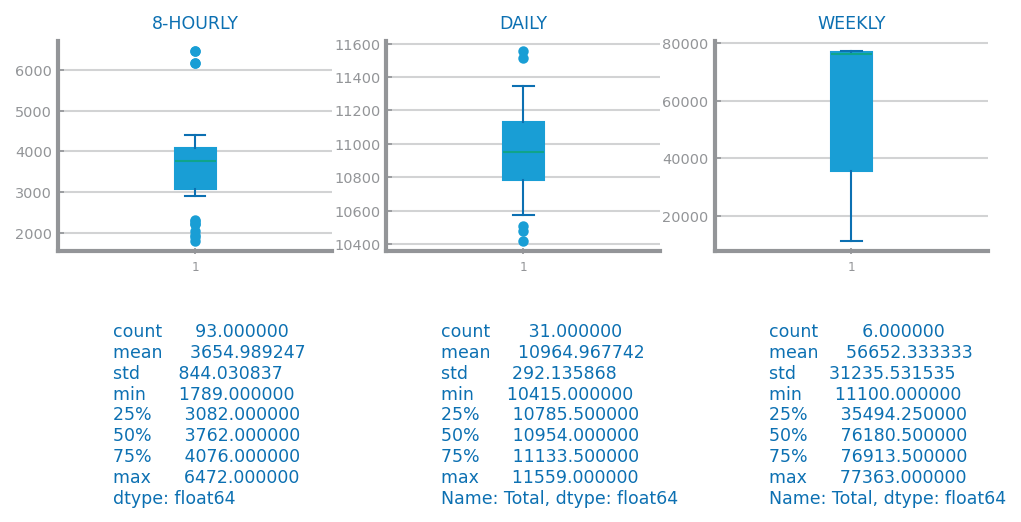 8-HOURLY
6000
5000
4000
3000
2000
1
DAILY
11600
11400
11200
11000
10800
10600
10400
1
WEEKLY
80000
60000
40000
20000
1
count 93.000000
mean 3654.989247
std 844.030837
min 1789.000000
25% 3082.000000
50% 3762.000000
75% 4076.000000
max 6472.000000
dtype: float64
count 31.000000
mean 10964.967742
std 292.135868
min 10415.000000
25% 10785.500000
50% 10954.000000
75% 11133.500000
max 11559.000000
Name: Total, dtype: float64
count 6.000000
mean 56652.333333
std 31235.531535
min 11100.000000
25% 35494.250000
50% 76180.500000
75% 76913.500000
max 77363.000000
Name: Total, dtype: float64